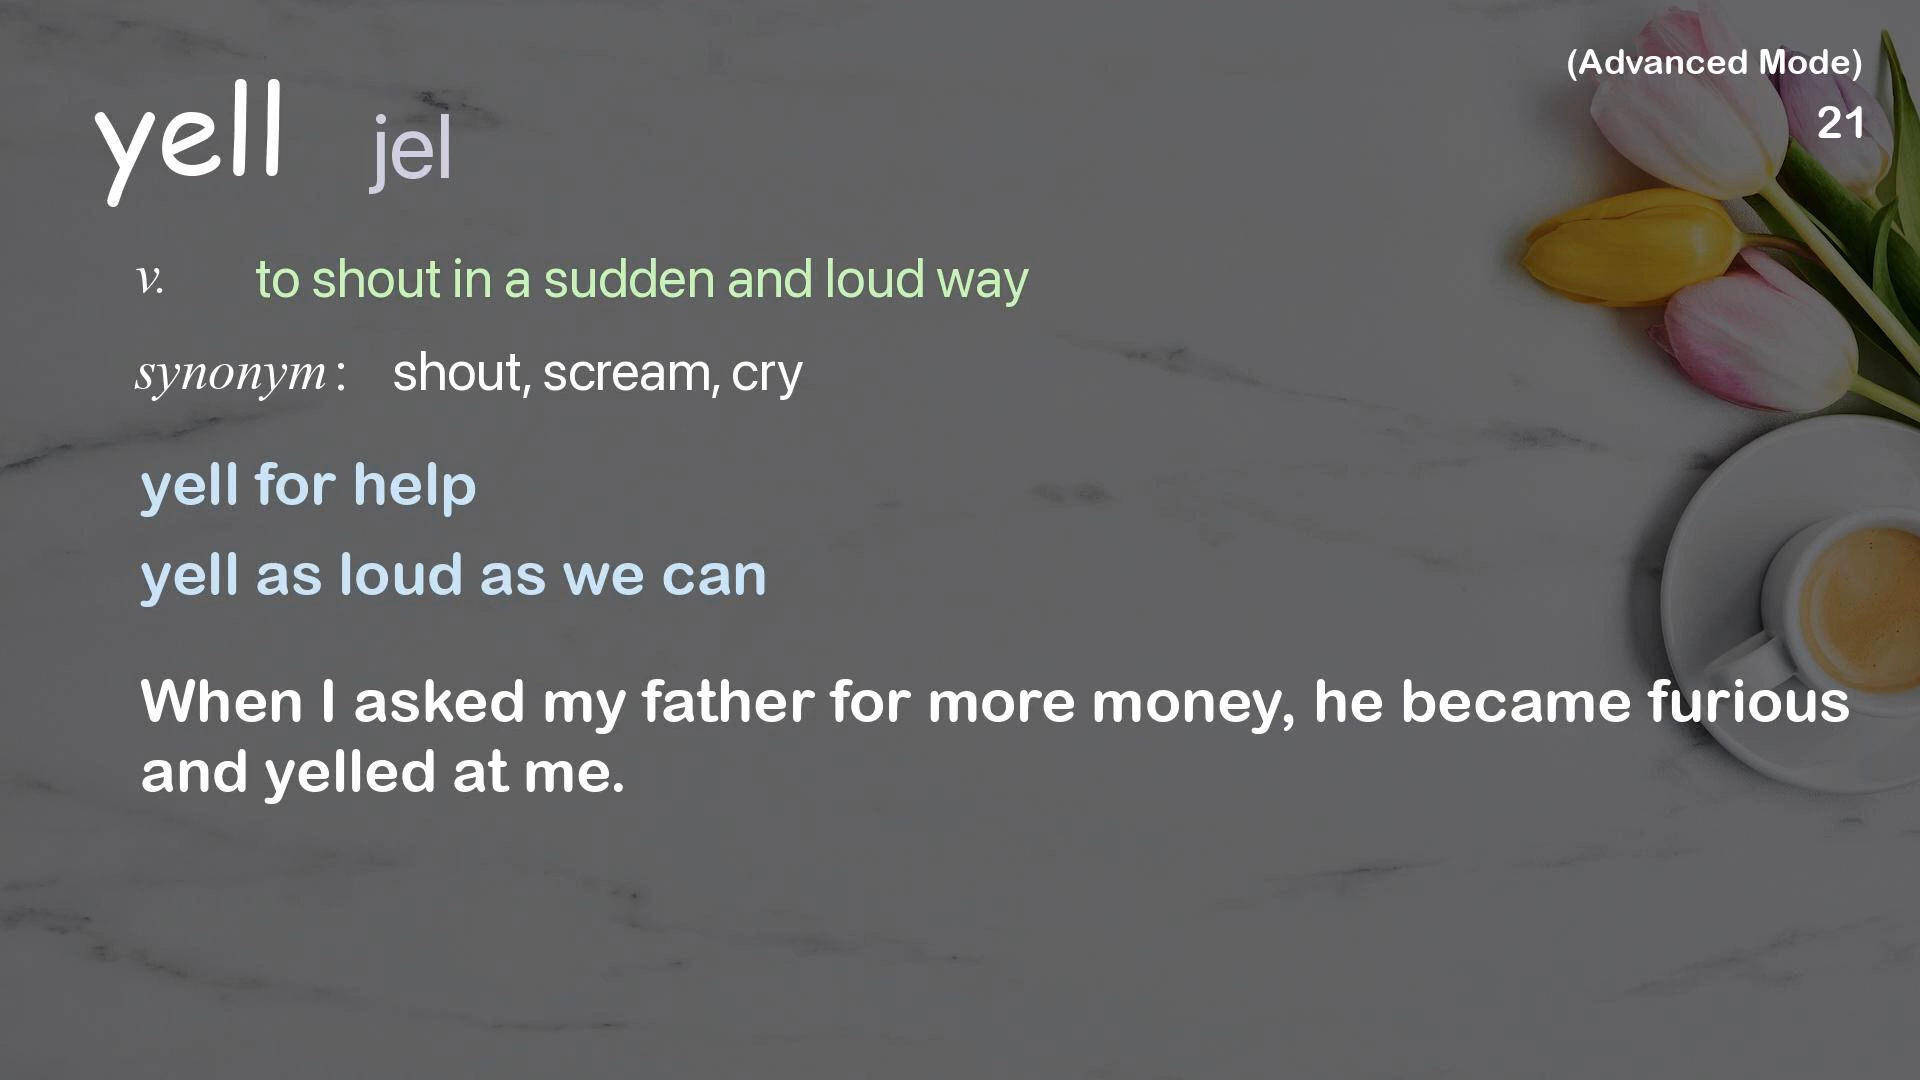 (Advanced Mode)
yell jel
21
v. to shout in a sudden and loud way
synonym: shout, scream, cry
yell for help
yell as loud as we can
When I asked my father for more money, he became furious
and yelled at me.